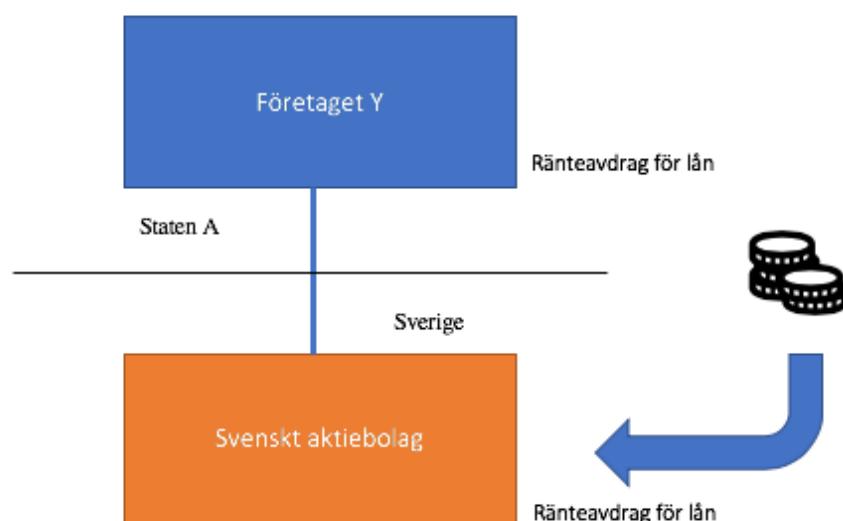 Företaget Y
Ränteavdrag för lån
Staten A
Sverige
Svenskt aktiebolag
Ränteavdrag för lån